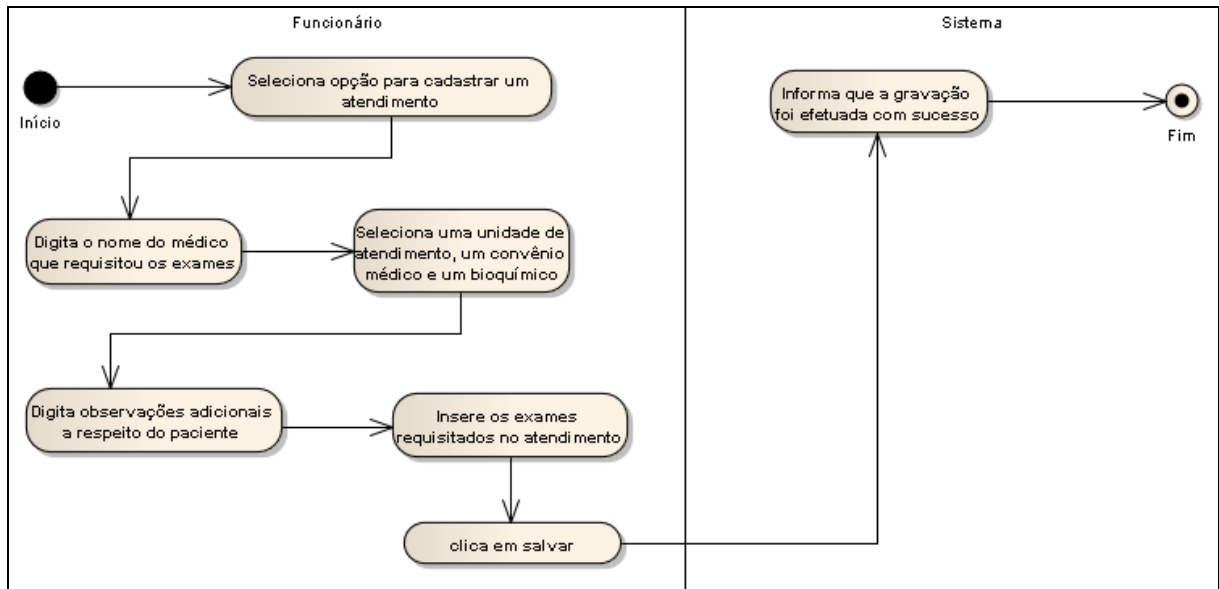 Funcionário
Sistema
Início
Seleciona opção para cadastrar um
atendimento
Informa que a gravação
foi efetuada com sucesso
Fim
Digita o nome do médico
que requisitou os exames
Seleciona uma unidade de
atendimento, um convênio
médico e um bioquímico
Digita observações adicionais
a respeito do paciente
Insere os exames
requisitados no atendimento
clica em salvar